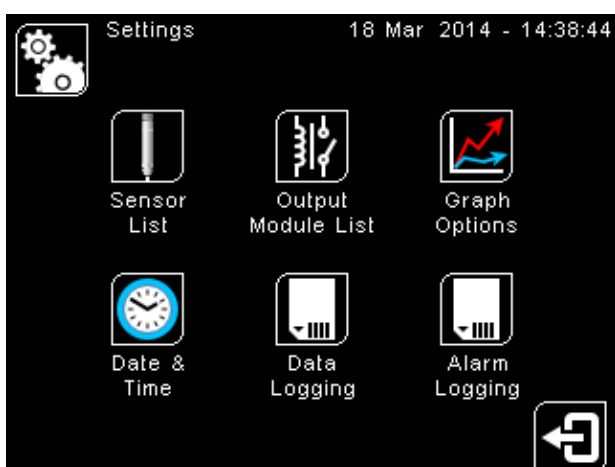 Settings
18 Mar 2014 - 14:38:44
Sensor
List
Output
Module List
Graph
Options
Date &
Time
Data
Logging
Alarm
Logging